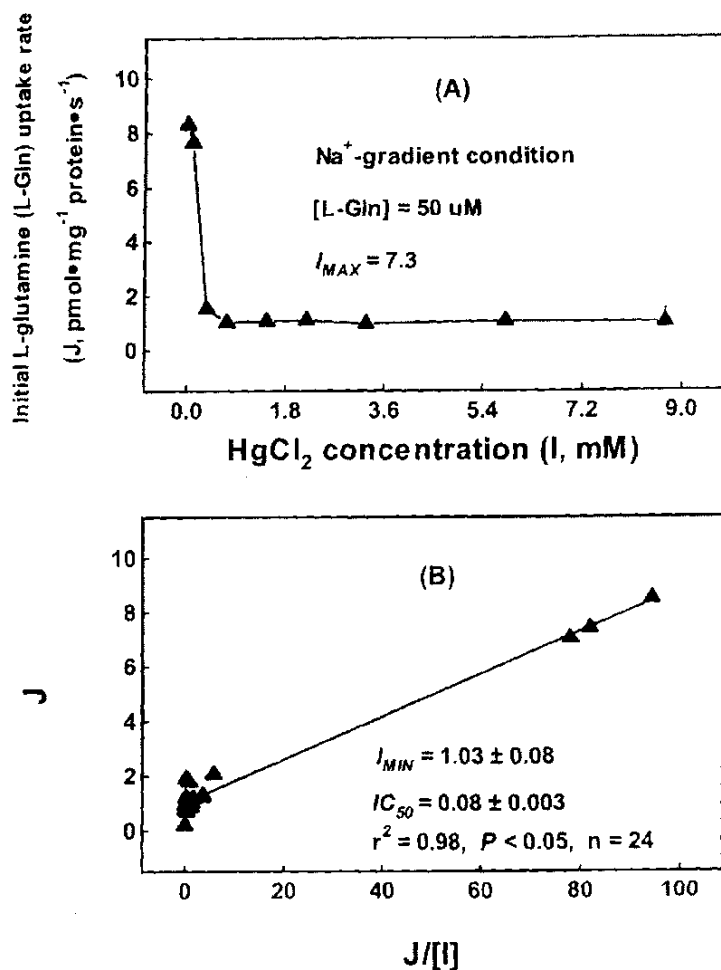 Initial L-glutamine (L-Gln) uptake rate
(J, pmol•mg⁻¹ protein•s⁻¹)
10
8
6
4
2
0
(A)
Na⁺-gradient condition
[L-Gln] = 50 uM
I_MAX = 7.3
0.0 1.8 3.6 5.4 7.2 9.0
HgCl₂ concentration (I, mM)
J
10
8
6
4
2
0
(B)
I_MIN = 1.03 ± 0.08
IC₅₀ = 0.08 ± 0.003
r² = 0.98, P < 0.05, n = 24
0 20 40 60 80 100
J/[I]